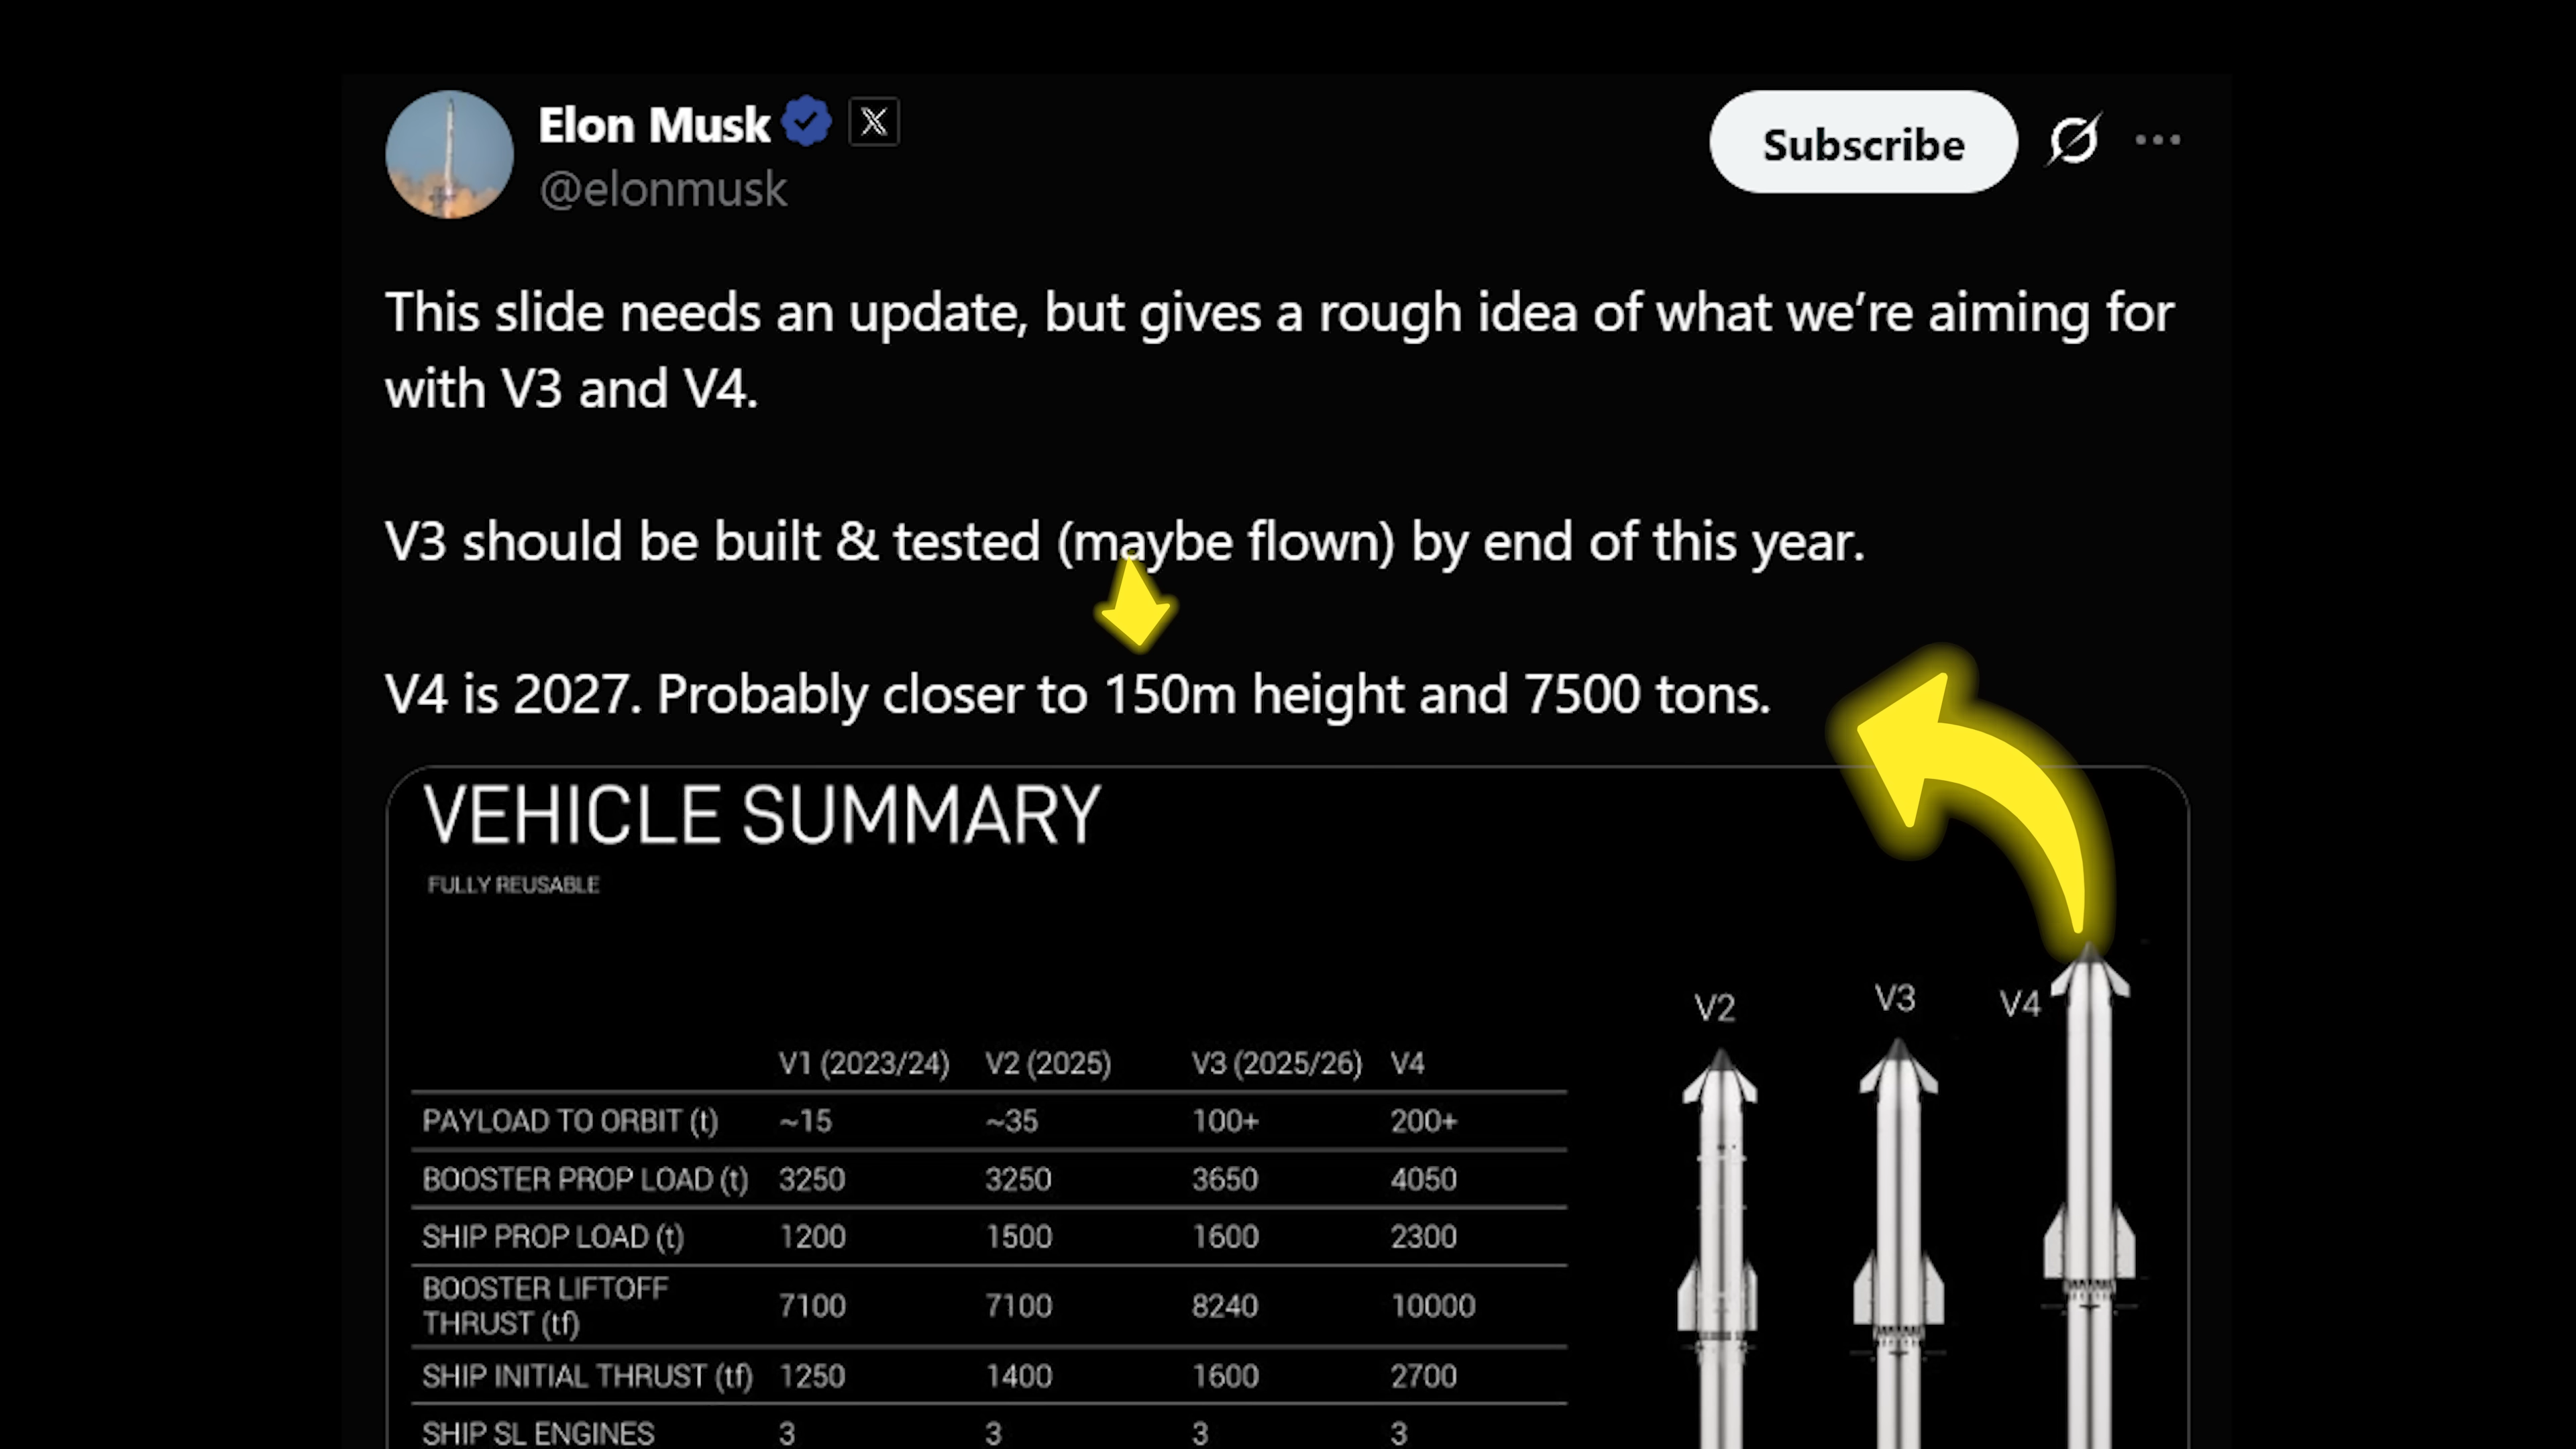 Elon Musk
@elonmusk
Subscribe
This slide needs an update, but gives a rough idea of what we’re aiming for
with V3 and V4.
V3 should be built & tested (maybe flown) by end of this year.
V4 is 2027. Probably closer to 150m height and 7500 tons.
VEHICLE SUMMARY
FULLY REUSABLE
V2 V3 V4
V1 (2023/24) V2 (2025) V3 (2025/26) V4
PAYLOAD TO ORBIT (t) ~15 ~35 100+ 200+
BOOSTER PROP LOAD (t) 3250 3250 3650 4050
SHIP PROP LOAD (t) 1200 1500 1600 2300
BOOSTER LIFTOFF
THRUST (tf) 7100 7100 8240 10000
SHIP INITIAL THRUST (tf) 1250 1400 1600 2700
SHIP SL ENGINES 3 3 3 3